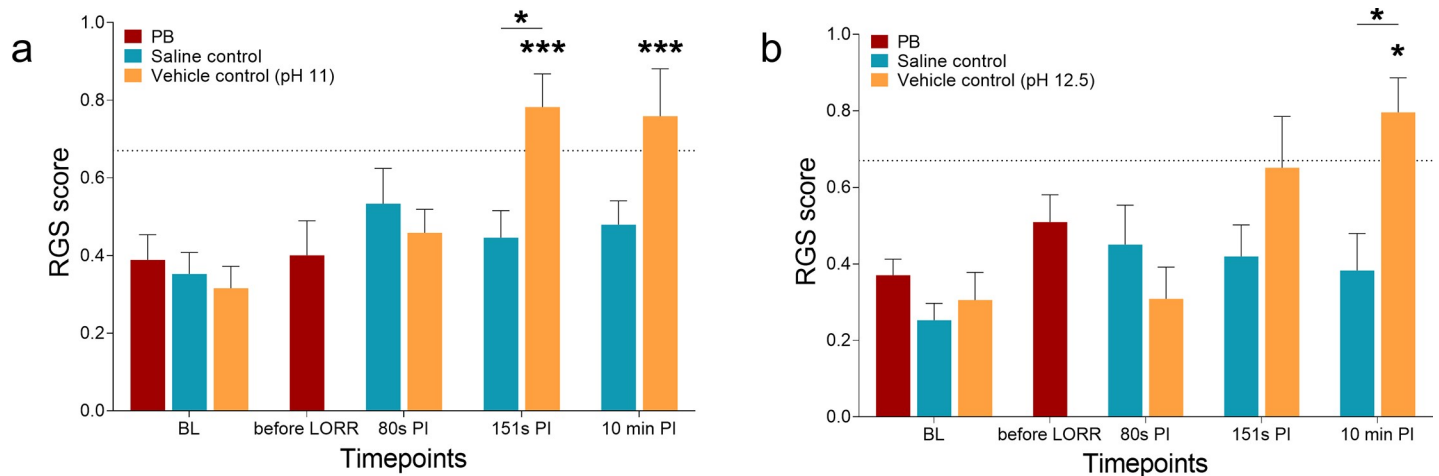 a
1.0
0.8
0.6
0.4
0.2
0.0
RGS score
PB
Saline control
Vehicle control (pH 11)
*
***
***
BL
before LORR
80s PI
151s PI
10 min PI
Timepoints
b
1.0
0.8
0.6
0.4
0.2
0.0
RGS score
PB
Saline control
Vehicle control (pH 12.5)
*
*
BL
before LORR
80s PI
151s PI
10 min PI
Timepoints